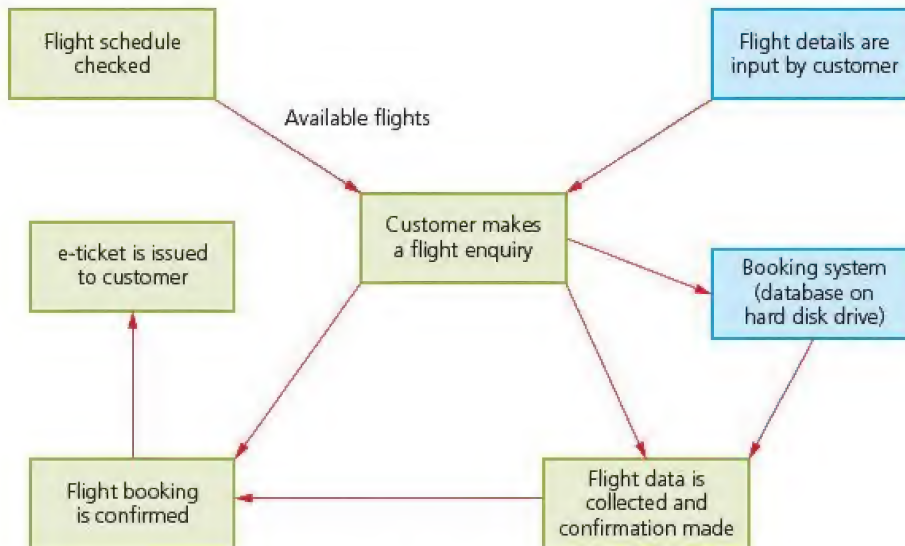 Flight schedule
checked
Flight details are
input by customer
Available flights
Customer makes
a flight enquiry
e-ticket is issued
to customer
Booking system
(database on
hard disk drive)
Flight booking
is confirmed
Flight data is
collected and
confirmation made